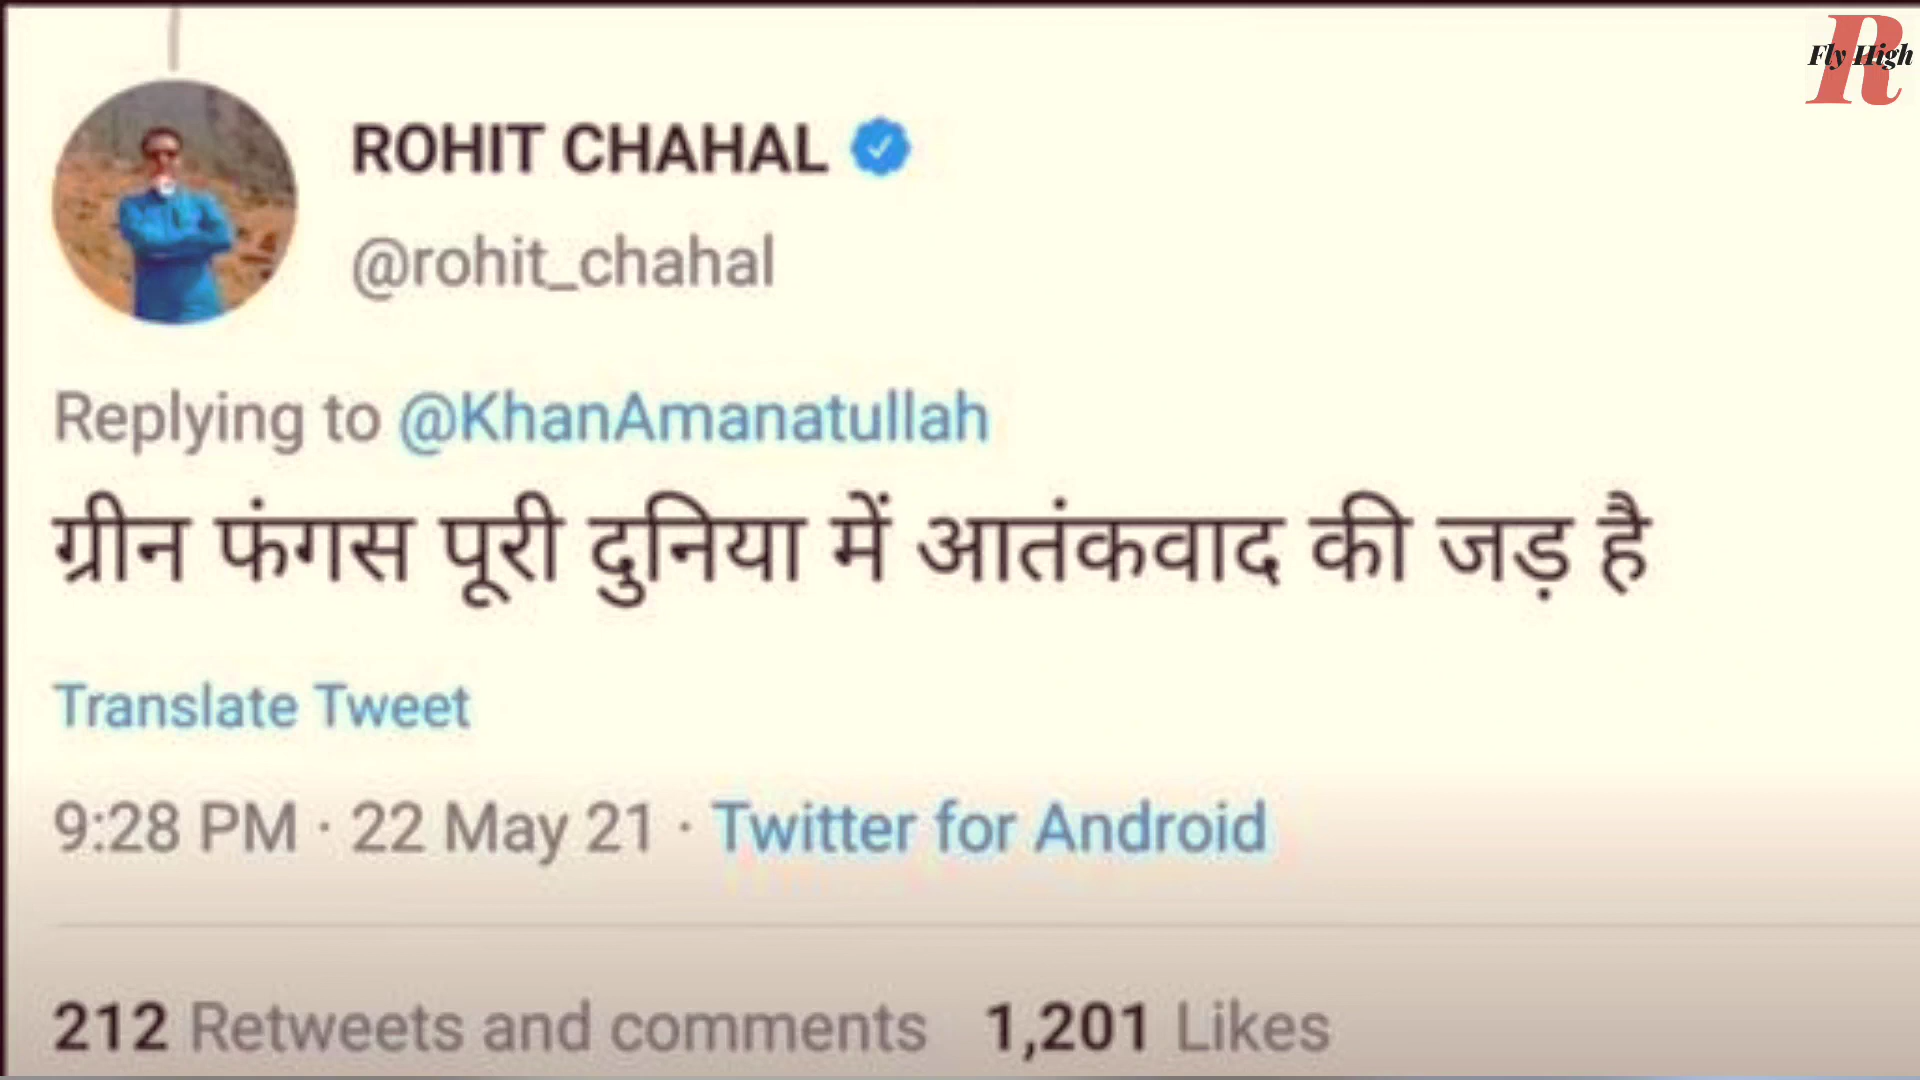 Fly High
R
ROHIT CHAHAL
@rohit_chahal
Replying to @KhanAmanatullah
ग्रीन फंगस पूरी दुनिया में आतंकवाद की जड़ है
Translate Tweet
9:28 PM · 22 May 21 · Twitter for Android
212 Retweets and comments 1,201 Likes